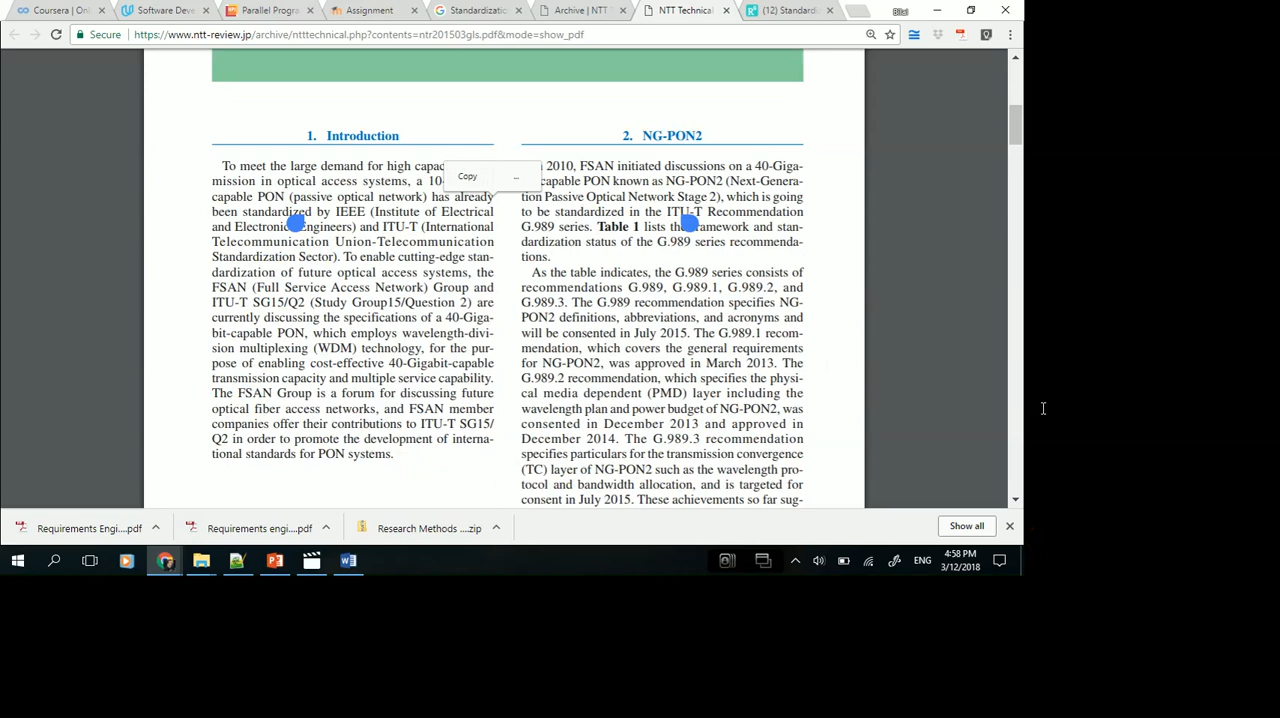 Coursera | Onl
Software Deve
Parallel Progra
Assignment
Standardizatio
Archive | NTT
NTT Technical
(12) Standardi
Bilal
Secure
https://www.ntt-review.jp/archive/ntttechnical.php?contents=ntr201503gls.pdf&mode=show_pdf
1. Introduction
To meet the large demand for high capac
mission in optical access systems, a 10-
capable PON (passive optical network) has already
been standardized by IEEE (Institute of Electrical
and Electronic Engineers) and ITU-T (International
Telecommunication Union-Telecommunication
Standardization Sector). To enable cutting-edge stan-
dardization of future optical access systems, the
FSAN (Full Service Access Network) Group and
ITU-T SG15/Q2 (Study Group15/Question 2) are
currently discussing the specifications of a 40-Giga-
bit-capable PON, which employs wavelength-divi-
sion multiplexing (WDM) technology, for the pur-
pose of enabling cost-effective 40-Gigabit-capable
transmission capacity and multiple service capability.
The FSAN Group is a forum for discussing future
optical fiber access networks, and FSAN member
companies offer their contributions to ITU-T SG15/
Q2 in order to promote the development of interna-
tional standards for PON systems.
Copy
...
2. NG-PON2
2010, FSAN initiated discussions on a 40-Giga-
capable PON known as NG-PON2 (Next-Genera-
tion Passive Optical Network Stage 2), which is going
to be standardized in the ITU-T Recommendation
G.989 series. Table 1 lists the framework and stan-
dardization status of the G.989 series recommenda-
tions.
As the table indicates, the G.989 series consists of
recommendations G.989, G.989.1, G.989.2, and
G.989.3. The G.989 recommendation specifies NG-
PON2 definitions, abbreviations, and acronyms and
will be consented in July 2015. The G.989.1 recom-
mendation, which covers the general requirements
for NG-PON2, was approved in March 2013. The
G.989.2 recommendation, which specifies the physi-
cal media dependent (PMD) layer including the
wavelength plan and power budget of NG-PON2, was
consented in December 2013 and approved in
December 2014. The G.989.3 recommendation
specifies particulars for the transmission convergence
(TC) layer of NG-PON2 such as the wavelength pro-
tocol and bandwidth allocation, and is targeted for
consent in July 2015. These achievements so far sug-
Requirements Engi....pdf
Requirements engi....pdf
Research Methods ....zip
Show all
ENG
4:58 PM
3/12/2018